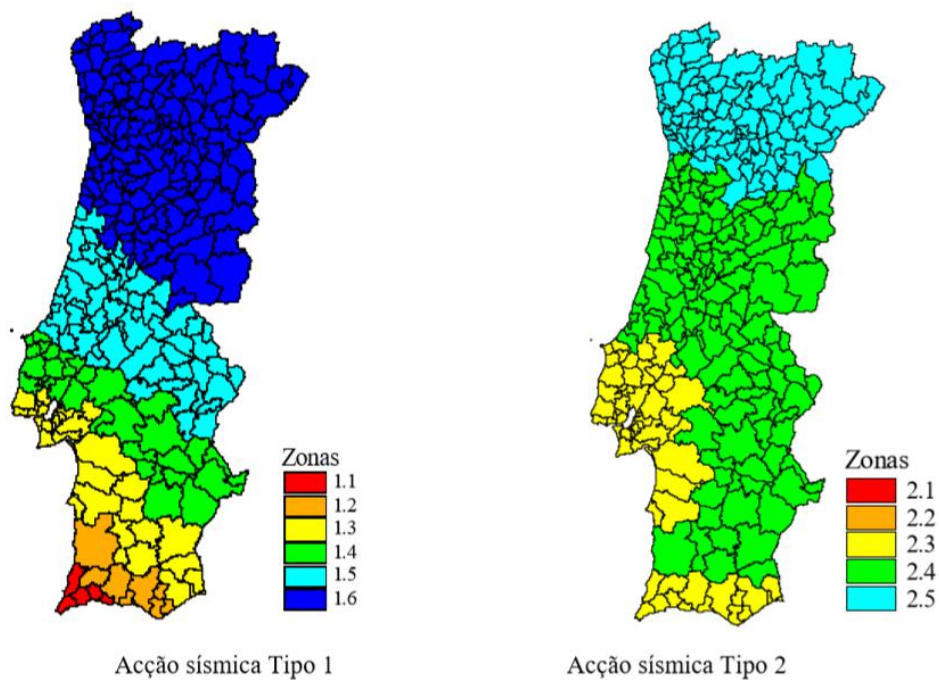 Zonas
1.1
1.2
1.3
1.4
1.5
1.6
Zonas
2.1
2.2
2.3
2.4
2.5
Acção sísmica Tipo 1
Acção sísmica Tipo 2